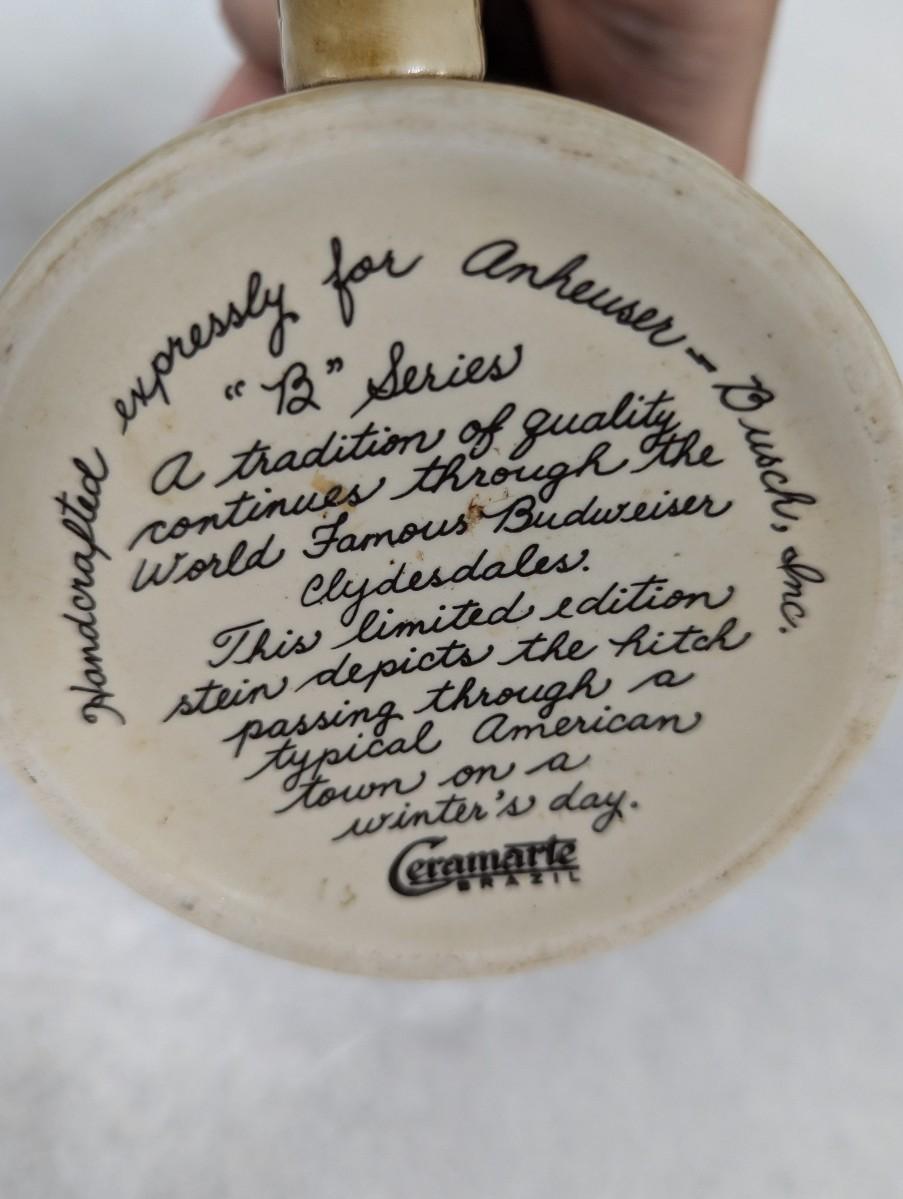 Handcrafted expressly for Anheuser-Busch, Inc.
"B" Series
A tradition of quality
continues through the
World Famous Budweiser
Clydesdales.
This limited edition
stein depicts the hitch
passing through a
typical American
town on a
winter's day.
Ceramarte
BRAZIL